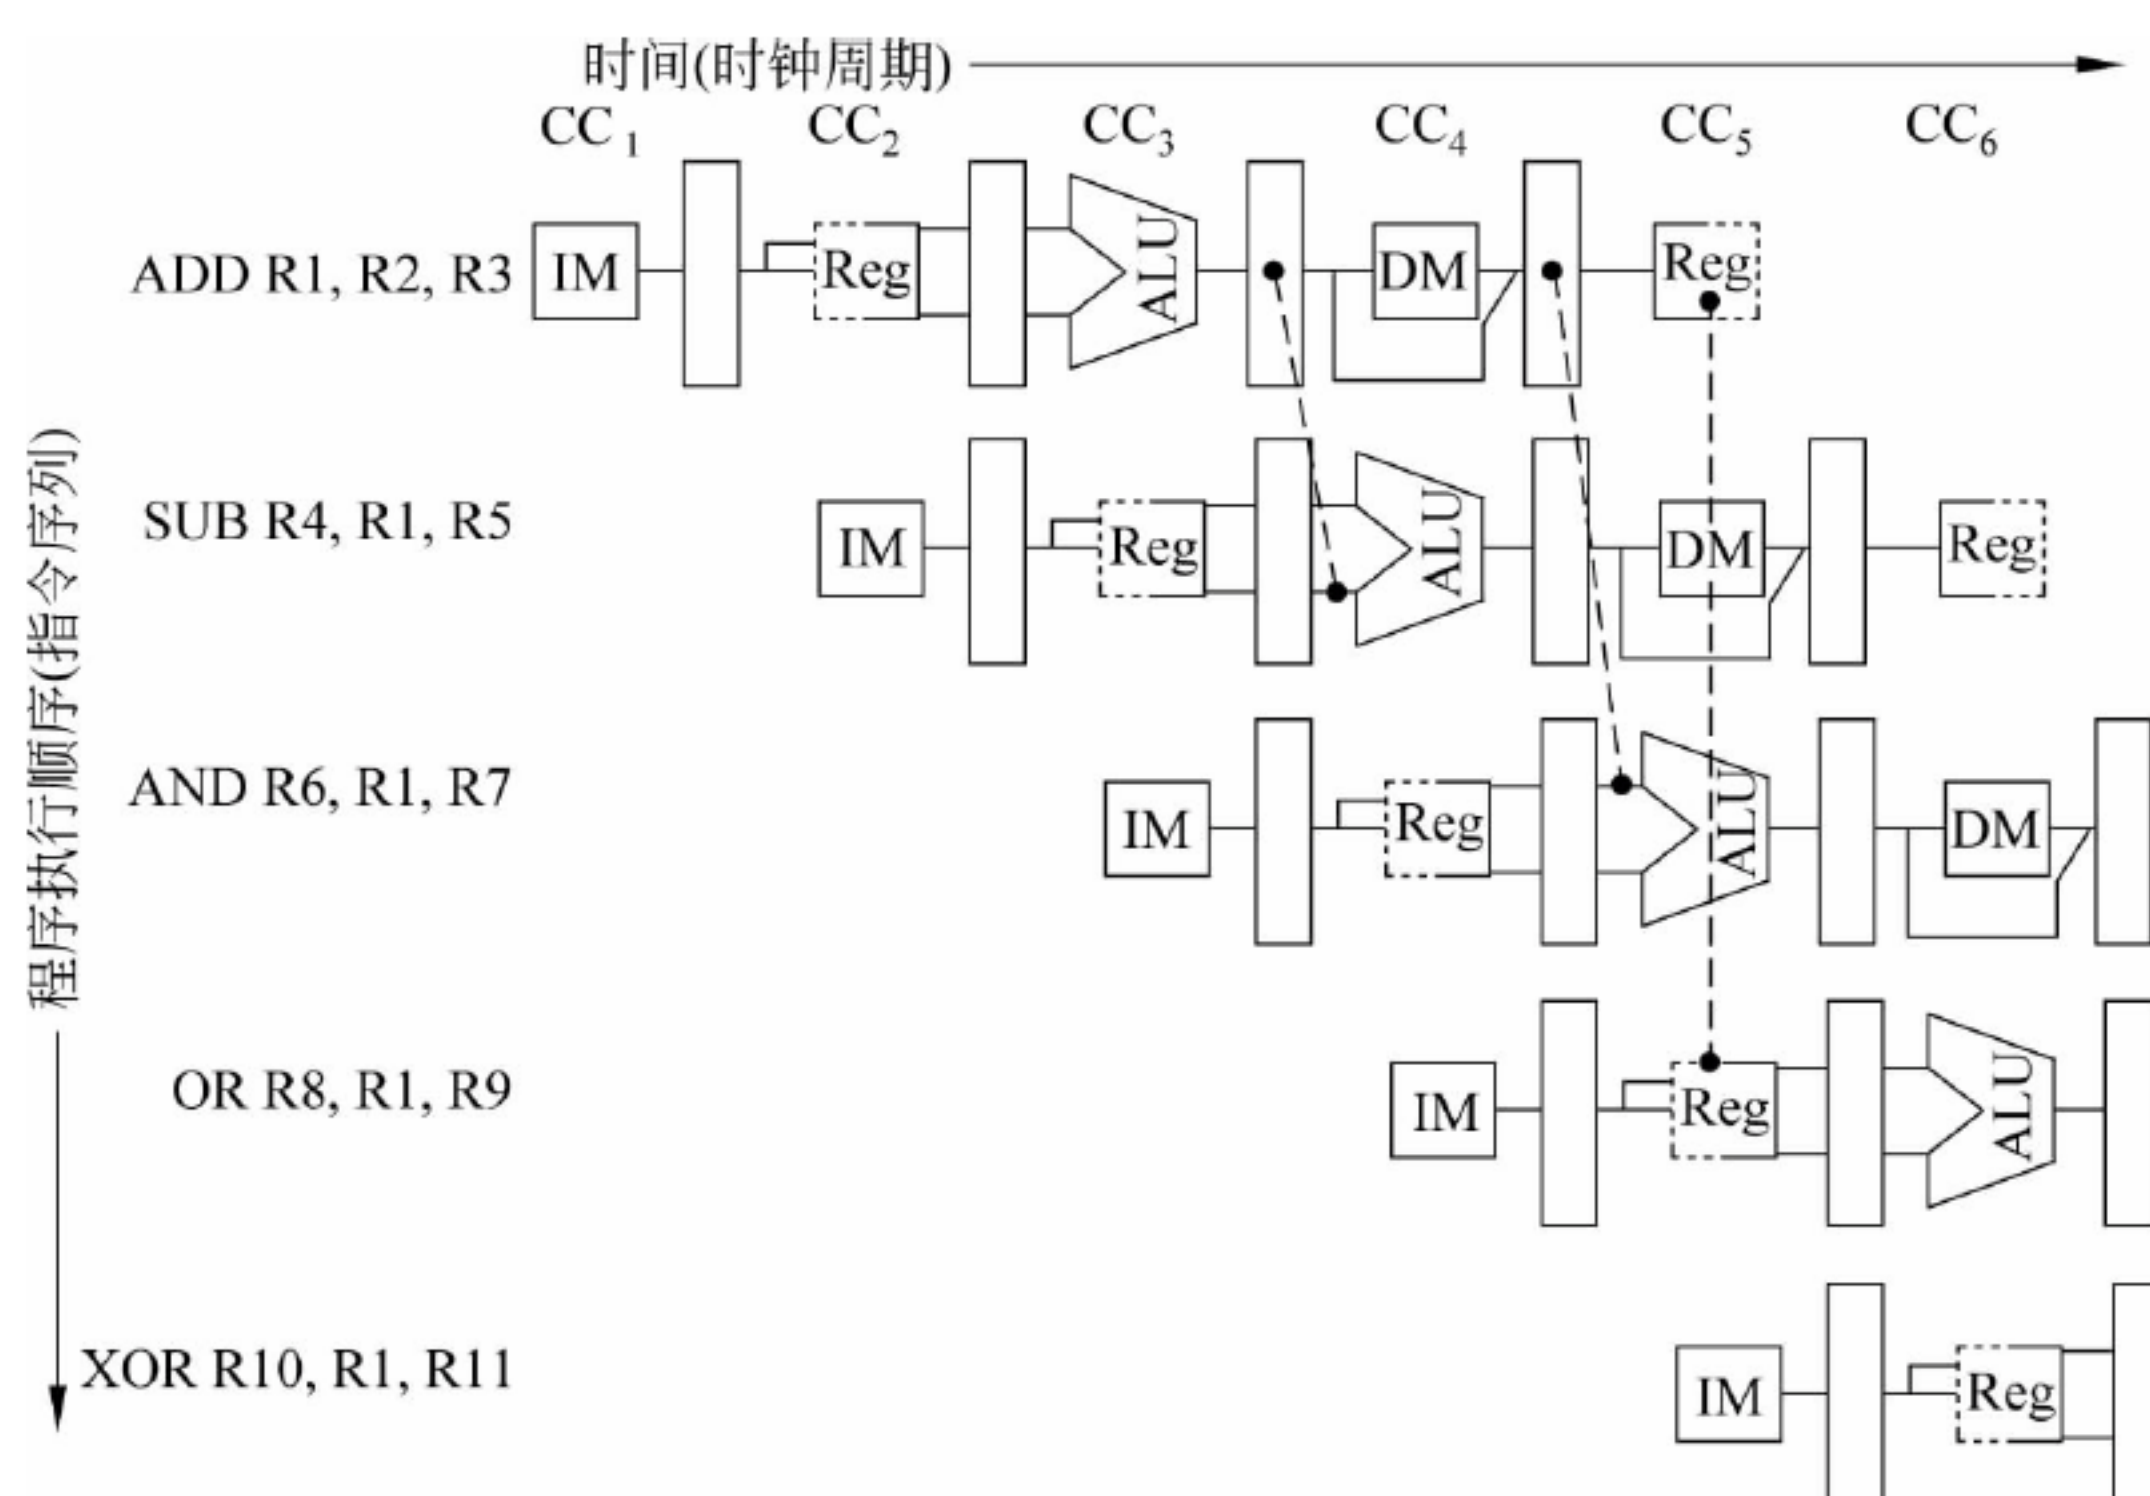 时间(时钟周期)
CC1 CC2 CC3 CC4 CC5 CC6
程序执行顺序(指令序列)
ADD R1, R2, R3 IM Reg ALU DM Reg
SUB R4, R1, R5 IM Reg ALU DM Reg
AND R6, R1, R7 IM Reg ALU DM
OR R8, R1, R9 IM Reg ALU
XOR R10, R1, R11 IM Reg